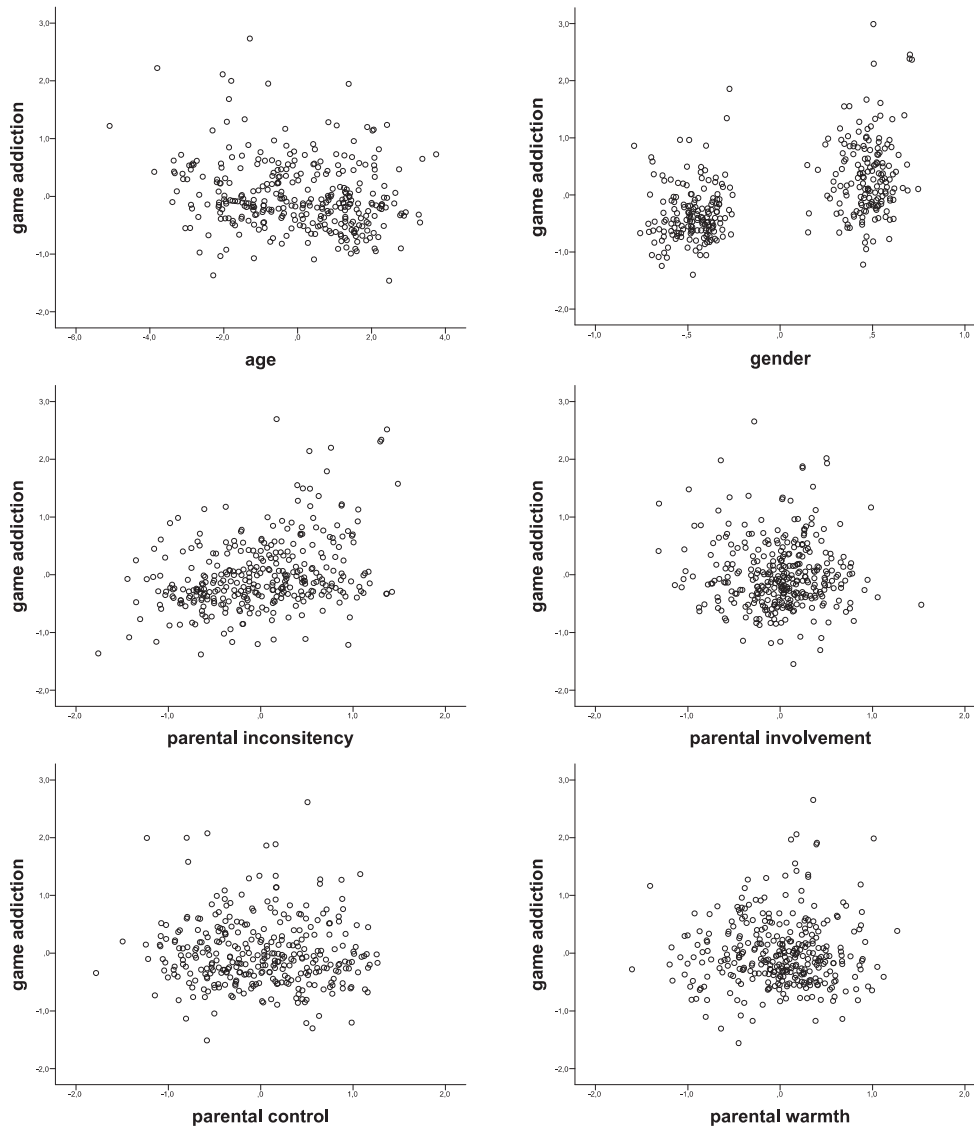 3,0
2,0
1,0
,0
-1,0
-2,0
game addiction
-6,0 -4,0 -2,0 ,0 2,0 4,0
age
3,0
2,0
1,0
,0
-1,0
-2,0
game addiction
-1,0 -,5 ,0 ,5 1,0
gender
3,0
2,0
1,0
,0
-1,0
-2,0
game addiction
-2,0 -1,0 ,0 1,0 2,0
parental inconsitency
3,0
2,0
1,0
,0
-1,0
-2,0
game addiction
-2,0 -1,0 ,0 1,0 2,0
parental involvement
3,0
2,0
1,0
,0
-1,0
-2,0
game addiction
-2,0 -1,0 ,0 1,0 2,0
parental control
3,0
2,0
1,0
,0
-1,0
-2,0
game addiction
-2,0 -1,0 ,0 1,0 2,0
parental warmth